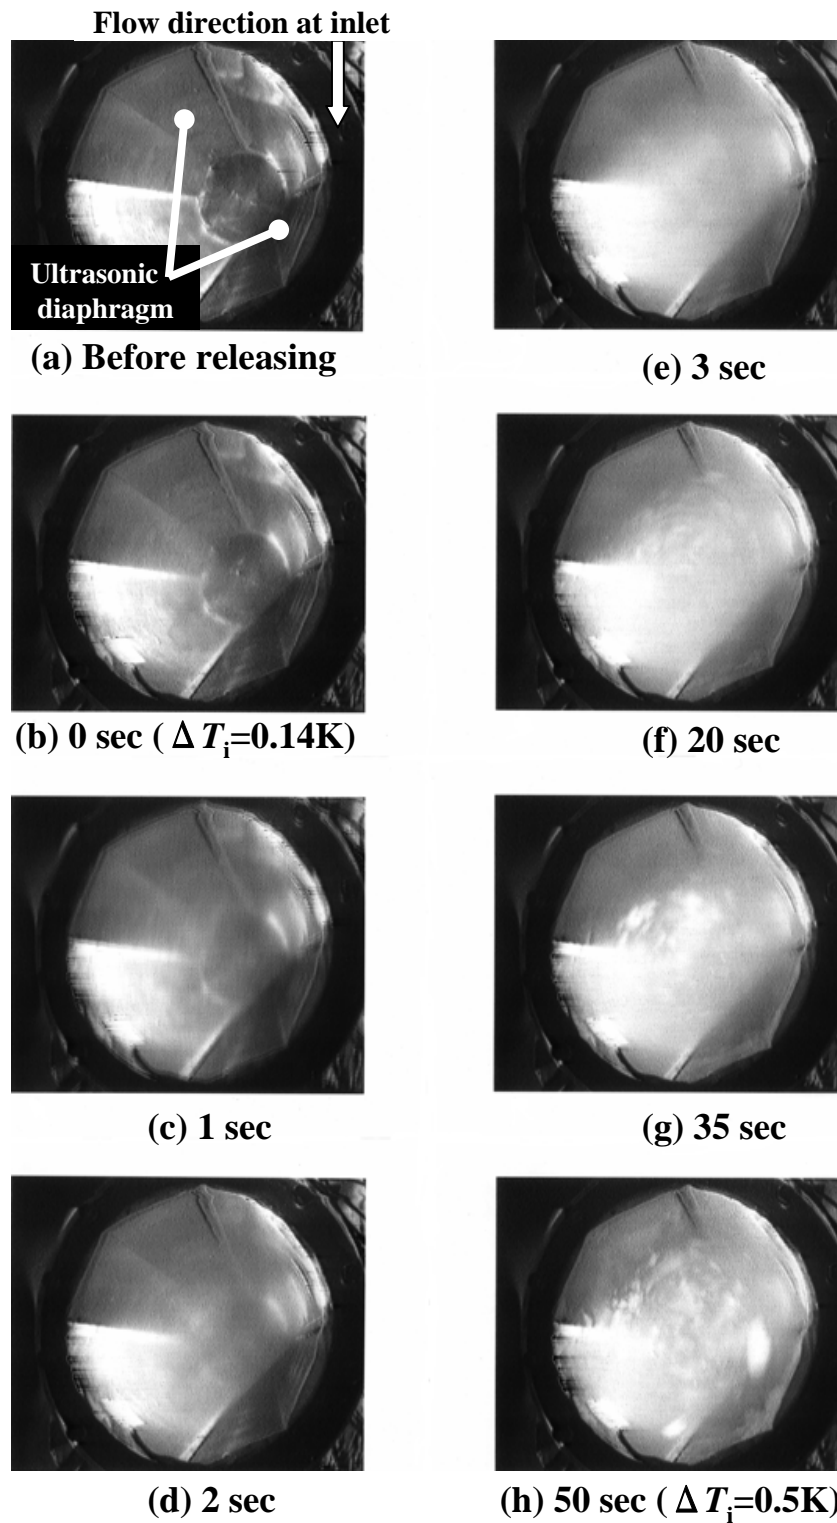 Flow direction at inlet
Ultrasonic
diaphragm
(a) Before releasing
(b) 0 sec ( Δ Tᵢ=0.14K)
(c) 1 sec
(d) 2 sec
(e) 3 sec
(f) 20 sec
(g) 35 sec
(h) 50 sec ( Δ Tᵢ=0.5K)